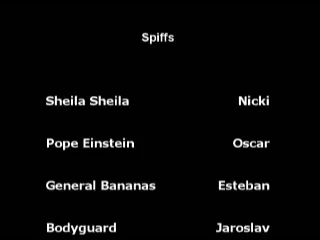 Spiffs
Sheila Sheila Nicki
Pope Einstein Oscar
General Bananas Esteban
Bodyguard Jaroslav